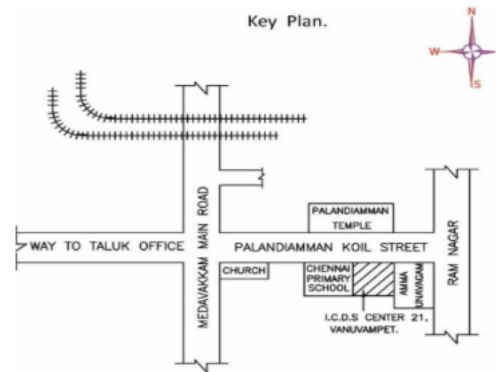 Key Plan.
N
W E
S
PALANDIAMMAN
TEMPLE
WAY TO TALUK OFFICE
MEDAVAKKAM MAIN ROAD
PALANDIAMMAN KOIL STREET
RAM NAGAR
CHURCH
CHENNAI
PRIMARY
SCHOOL
AMMA
UNAVAGAM
I.C.D.S CENTER 21,
VANUVAMPET.